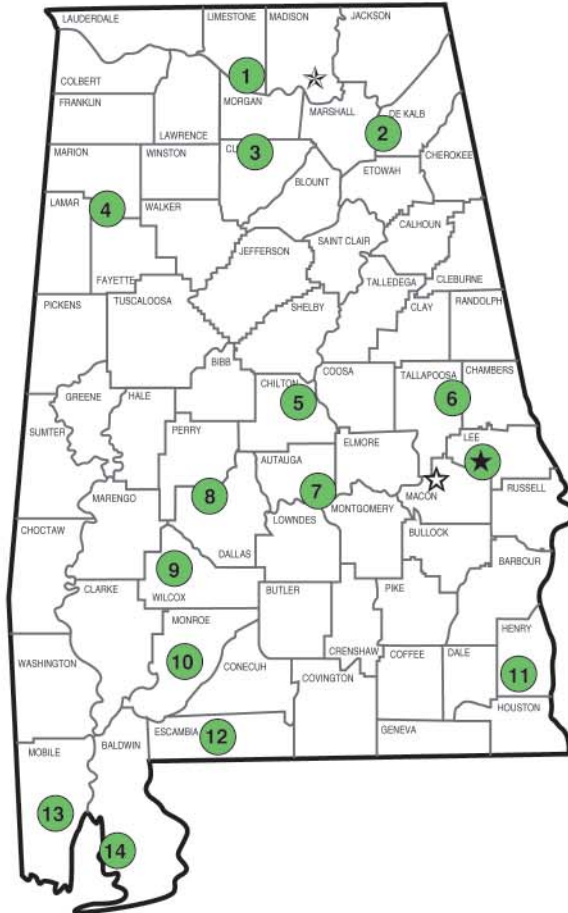 LAUDERDALE
LIMESTONE
MADISON
JACKSON
COLBERT
1
FRANKLIN
MORGAN
MARSHALL
DE KALB
2
LAWRENCE
3
MARION
WINSTON
CHEROKEE
BLOUNT
ETOWAH
LAMAR
4
WALKER
CALHOUN
JEFFERSON
SAINT CLAIR
FAYETTE
TALLEDEGA
CLEBURNE
PICKENS
TUSCALOOSA
SHELBY
CLAY
RANDOLPH
BIBB
COOSA
TALLAPOOSA
CHAMBERS
GREENE
HALE
CHILTON
5
6
SUMTER
PERRY
ELMORE
LEE
AUTAUGA
MARENGO
8
7
MACON
RUSSELL
LOWNDES
MONTGOMERY
CHOCTAW
BULLOCK
DALLAS
BARBOUR
9
CLARKE
WILCOX
BUTLER
PIKE
MONROE
HENRY
WASHINGTON
10
CONECUH
CRENSHAW
COFFEE
DALE
11
COVINGTON
HOUSTON
ESCAMBIA
12
GENEVA
MOBILE
BALDWIN
13
14